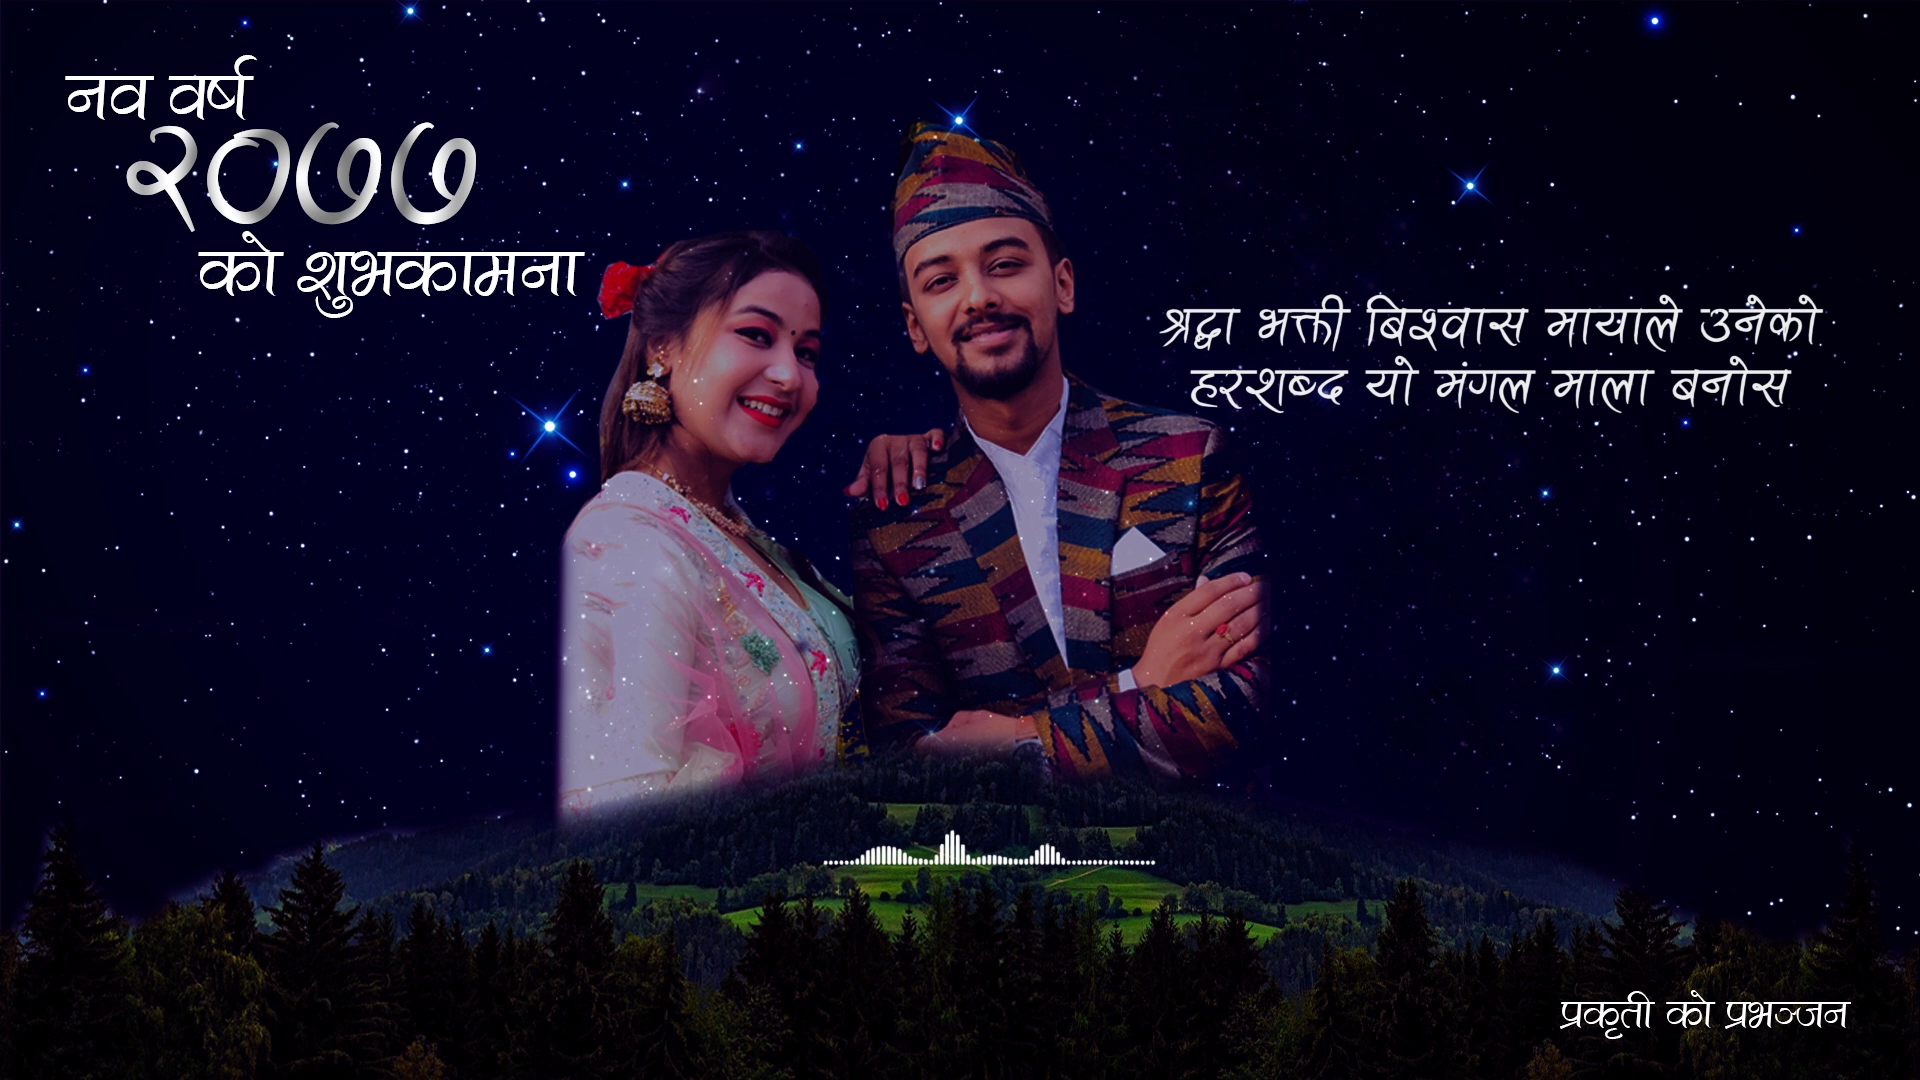 नव वर्ष
२०७७
को शुभकामना
श्रद्धा भक्ती बिश्वास मायाले उनेको
हरशब्द यो मंगल माला बनोस
प्रकृती को प्रभञ्जन